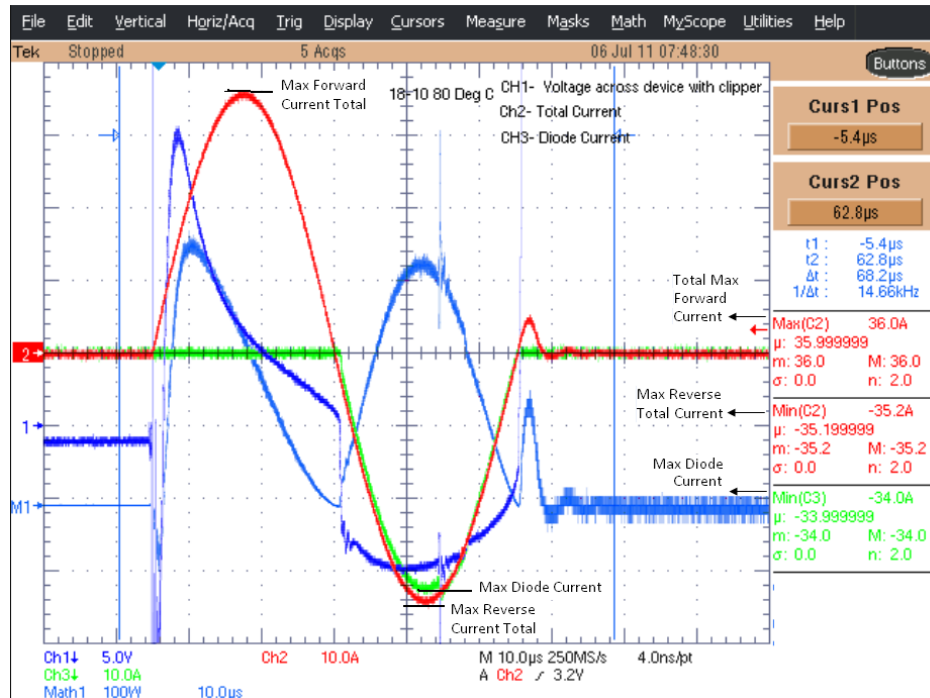 File Edit Vertical Horiz/Acq Trig Display Cursors Measure Masks Math MyScope Utilities Help
Tek Stopped 5 Acqs 06 Jul 11 07:48:30
Buttons
Max Forward
Current Total
18-10 80 Deg C
CH1- Voltage across device with clipper
Ch2- Total Current
CH3- Diode Current
Curs1 Pos
-5.4µs
Curs2 Pos
62.8µs
t1 : -5.4µs
t2 : 62.8µs
Δt : 68.2µs
1/Δt : 14.66kHz
Total Max
Forward
Current
Max(C2) 36.0A
µ: 35.999999
m: 36.0 M: 36.0
σ: 0.0 n: 2.0
2
Max Reverse
Total Current
Min(C2) -35.2A
µ: -35.199999
m: -35.2 M: -35.2
σ: 0.0 n: 2.0
1
Max Diode
Current
Min(C3) -34.0A
µ: -33.999999
m: -34.0 M: -34.0
σ: 0.0 n: 2.0
M1
Max Diode Current
Max Reverse
Current Total
Ch1 5.0V Ch2 10.0A M 10.0µs 250MS/s 4.0ns/pt
Ch3 10.0A A Ch2 3.2V
Math1 100W 10.0µs